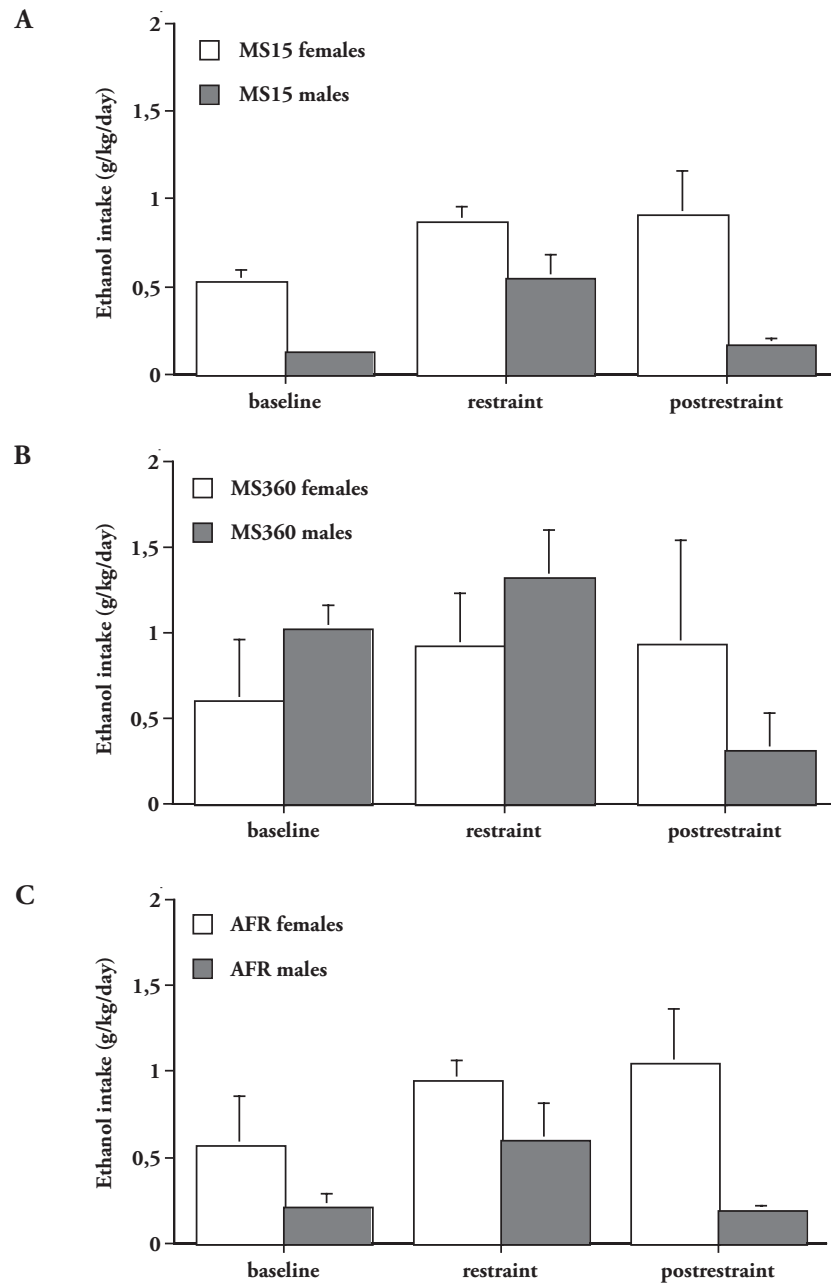 A
Ethanol intake (g/kg/day)
2
1,5
1
0,5
0
MS15 females
MS15 males
baseline restraint postrestraint
B
Ethanol intake (g/kg/day)
2
1,5
1
0,5
0
MS360 females
MS360 males
baseline restraint postrestraint
C
Ethanol intake (g/kg/day)
2
1,5
1
0,5
0
AFR females
AFR males
baseline restraint postrestraint